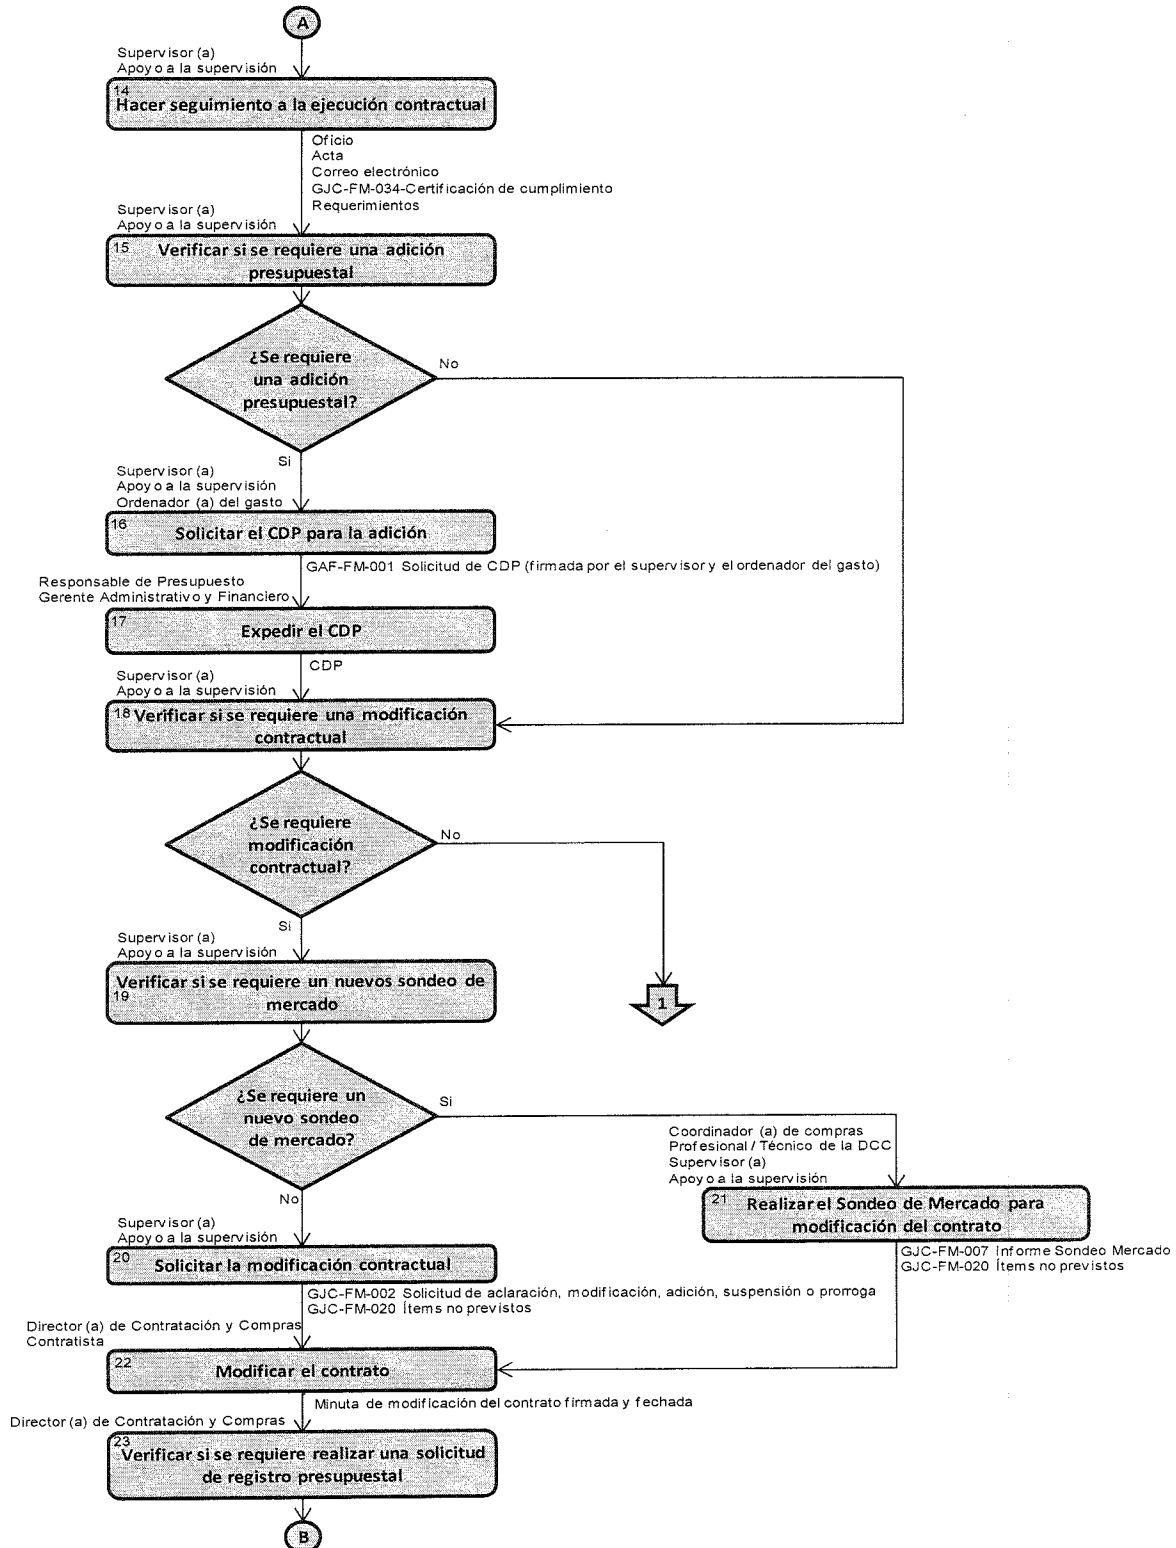 A
Supervisor (a)
Apoyo a la supervisión
14
Hacer seguimiento a la ejecución contractual
Oficio
Acta
Correo electrónico
GJC-FM-034-Certificación de cumplimiento
Requerimientos
Supervisor (a)
Apoyo a la supervisión
15 Verificar si se requiere una adición
presupuestal
¿Se requiere
una adición
presupuestal?
No
Si
Supervisor (a)
Apoyo a la supervisión
Ordenador (a) del gasto
16
Solicitar el CDP para la adición
GAF-FM-001 Solicitud de CDP (firmada por el supervisor y el ordenador del gasto)
Responsable de Presupuesto
Gerente Administrativo y Financiero
17
Expedir el CDP
CDP
Supervisor (a)
Apoyo a la supervisión
18 Verificar si se requiere una modificación
contractual
¿Se requiere
modificación
contractual?
No
Si
Supervisor (a)
Apoyo a la supervisión
Verificar si se requiere un nuevos sondeo de
19 mercado
1
¿Se requiere un
nuevo sondeo
de mercado?
Si
No
Coordinador (a) de compras
Profesional / Técnico de la DCC
Supervisor (a)
Apoyo a la supervisión
21 Realizar el Sondeo de Mercado para
modificación del contrato
GJC-FM-007 Informe Sondeo Mercado
GJC-FM-020 Ítems no previstos
Supervisor (a)
Apoyo a la supervisión
20 Solicitar la modificación contractual
GJC-FM-002 Solicitud de aclaración, modificación, adición, suspensión o prorroga
GJC-FM-020 Ítems no previstos
Director (a) de Contratación y Compras
Contratista
22
Modificar el contrato
Minuta de modificación del contrato firmada y fechada
Director (a) de Contratación y Compras
23
Verificar si se requiere realizar una solicitud
de registro presupuestal
B